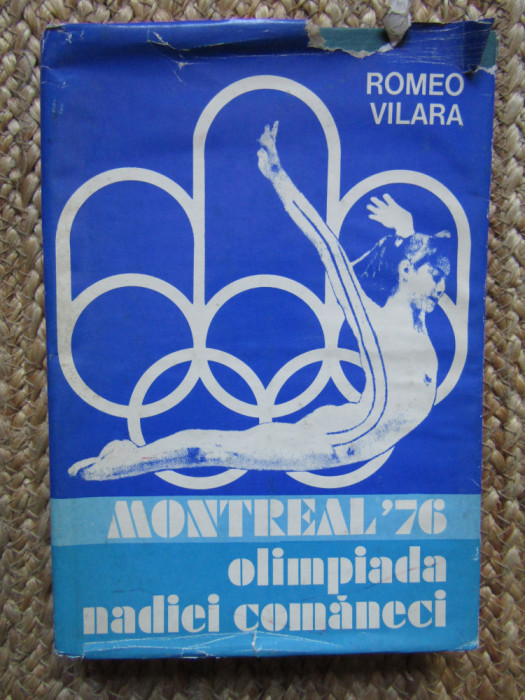 ROMEO
VILARA
MONTREAL'76
olimpiada
nadiei comăneci